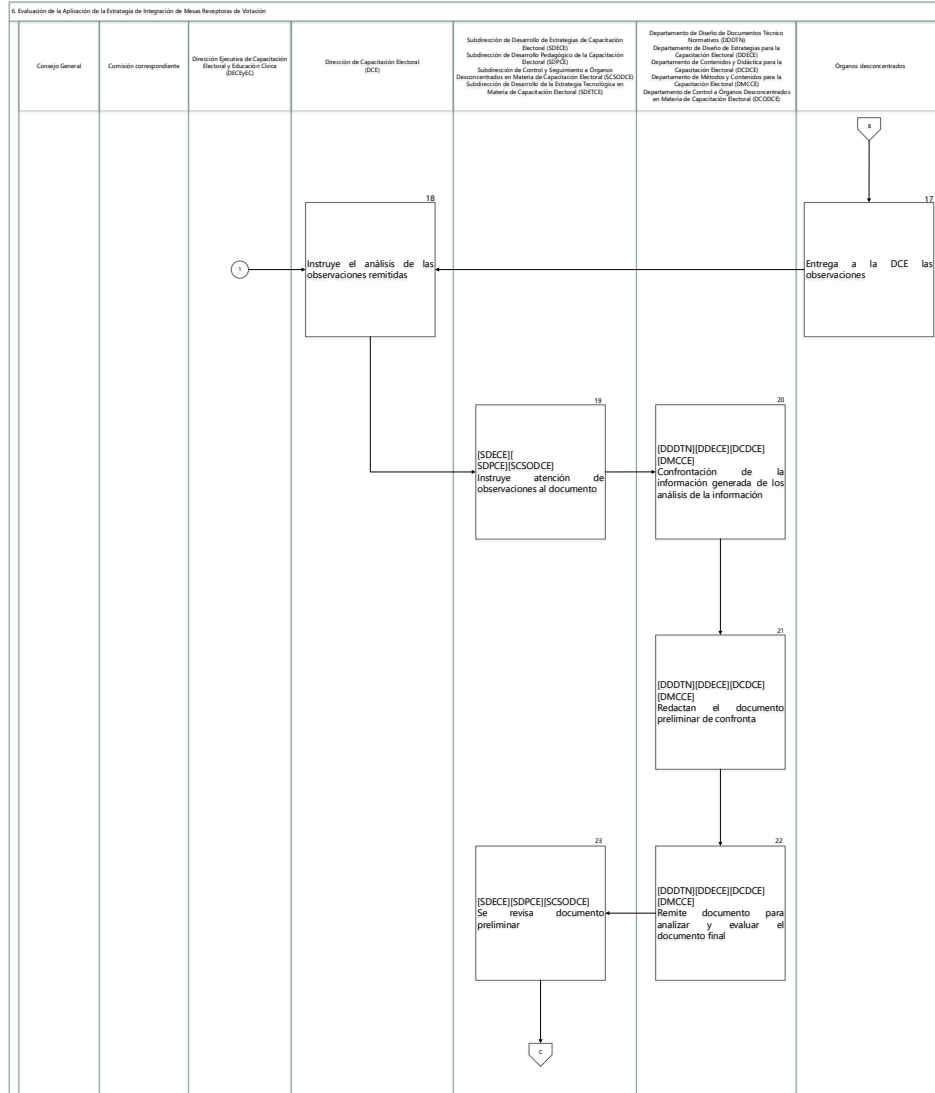 6. Evaluación de la Aplicación de la Estrategia de Integración de Mesas Receptoras de Votación
Consejo General
Comisión correspondiente
Dirección Ejecutiva de Capacitación
Electoral y Educación Cívica
(DECEyEC)
Dirección de Capacitación Electoral
(DCE)
Subdirección de Desarrollo de Estrategias de Capacitación
Electoral (SDECE)
Subdirección de Desarrollo Pedagógico de la Capacitación
Electoral (SDPCE)
Subdirección de Control y Seguimiento a Órganos
Desconcentrados en Materia de Capacitación Electoral (SCSODCE)
Subdirección de Desarrollo de la Estrategia Tecnológica en
Materia de Capacitación Electoral (SDETCE)
Departamento de Diseño de Documentos Técnico
Normativos (DDDTN)
Departamento de Diseño de Estrategias para la
Capacitación Electoral (DDECE)
Departamento de Contenidos y Didáctica para la
Capacitación Electoral (DCDCE)
Departamento de Métodos y Contenidos para la
Capacitación Electoral (DMCCE)
Departamento de Control a Órganos Desconcentrados
en Materia de Capacitación Electoral (DCODCE)
Órganos desconcentrados
B
17
Entrega a la DCE las
observaciones
18
1
Instruye el análisis de las
observaciones remitidas
19
[SDECE][
SDPCE][SCSODCE]
Instruye atención de
observaciones al documento
20
[DDDTN][DDECE][DCDCE]
[DMCCE]
Confrontación de la
información generada de los
análisis de la información
21
[DDDTN][DDECE][DCDCE]
[DMCCE]
Redactan el documento
preliminar de confronta
22
[DDDTN][DDECE][DCDCE]
[DMCCE]
Remite documento para
analizar y evaluar el
documento final
23
[SDECE][SDPCE][SCSODCE]
Se revisa documento
preliminar
C